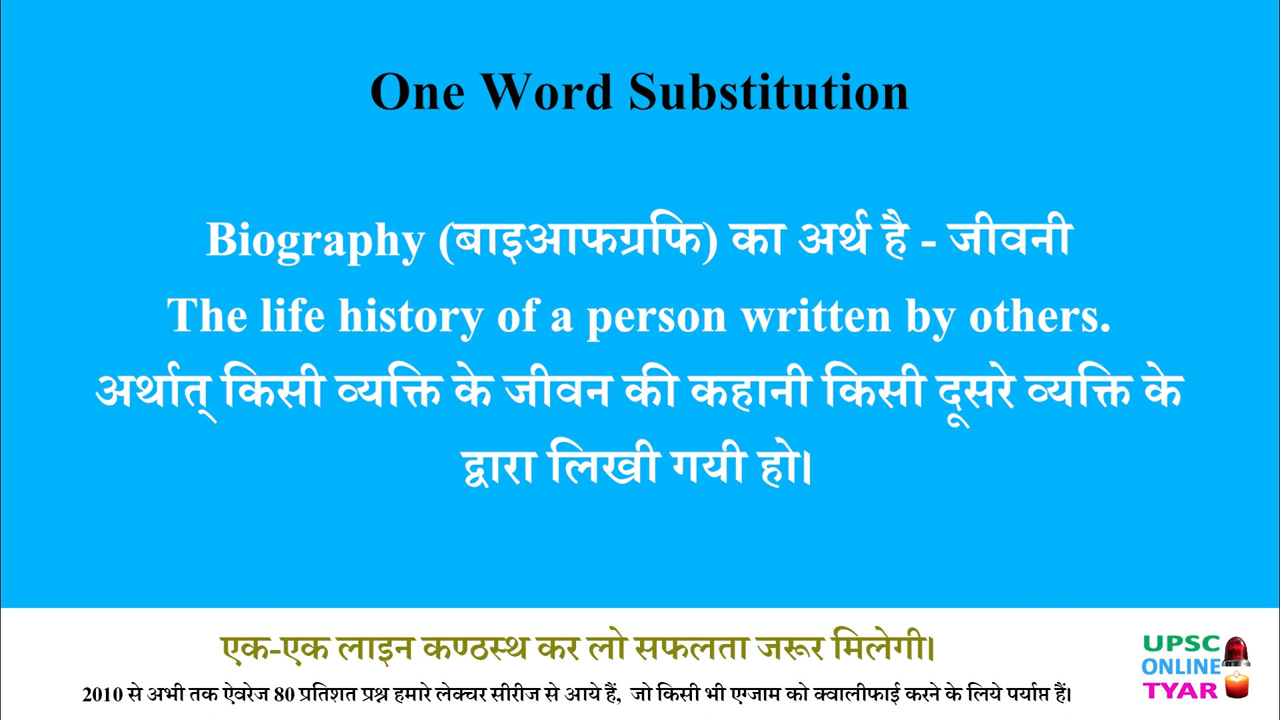 One Word Substitution
Biography (बाइआफग्रफि) का अर्थ है - जीवनी
The life history of a person written by others.
अर्थात् किसी व्यक्ति के जीवन की कहानी किसी दूसरे व्यक्ति के
द्वारा लिखी गयी हो।
एक-एक लाइन कण्ठस्थ कर लो सफलता जरूर मिलेगी।
2010 से अभी तक ऐवरेज 80 प्रतिशत प्रश्न हमारे लेक्चर सीरीज से आये हैं, जो किसी भी एग्जाम को क्वालीफाई करने के लिये पर्याप्त हैं।
UPSC
ONLINE
TYAR